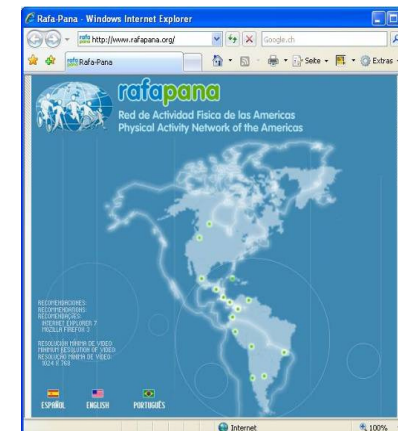 Rafa-Pana - Windows Internet Explorer
http://www.rafapana.org/
Google.ch
Rafa-Pana
Seite
Extras
rafapana
Red de Actividad Física de las Americas
Physical Activity Network of the Americas
RECOMENDACIONES:
RECOMMENDATIONS:
RECOMENDAÇÕES:
INTERNET EXPLORER 7
MOZILLA FIREFOX 3
RESOLUCIÓN MÍNIMA DE VIDEO
MINIMUM RESOLUTION OF VIDEO
RESOLUÇÃO MÍNIMA DE VÍDEO
1024 X 768
ESPAÑOL
ENGLISH
PORTUGUÊS
Internet
100%